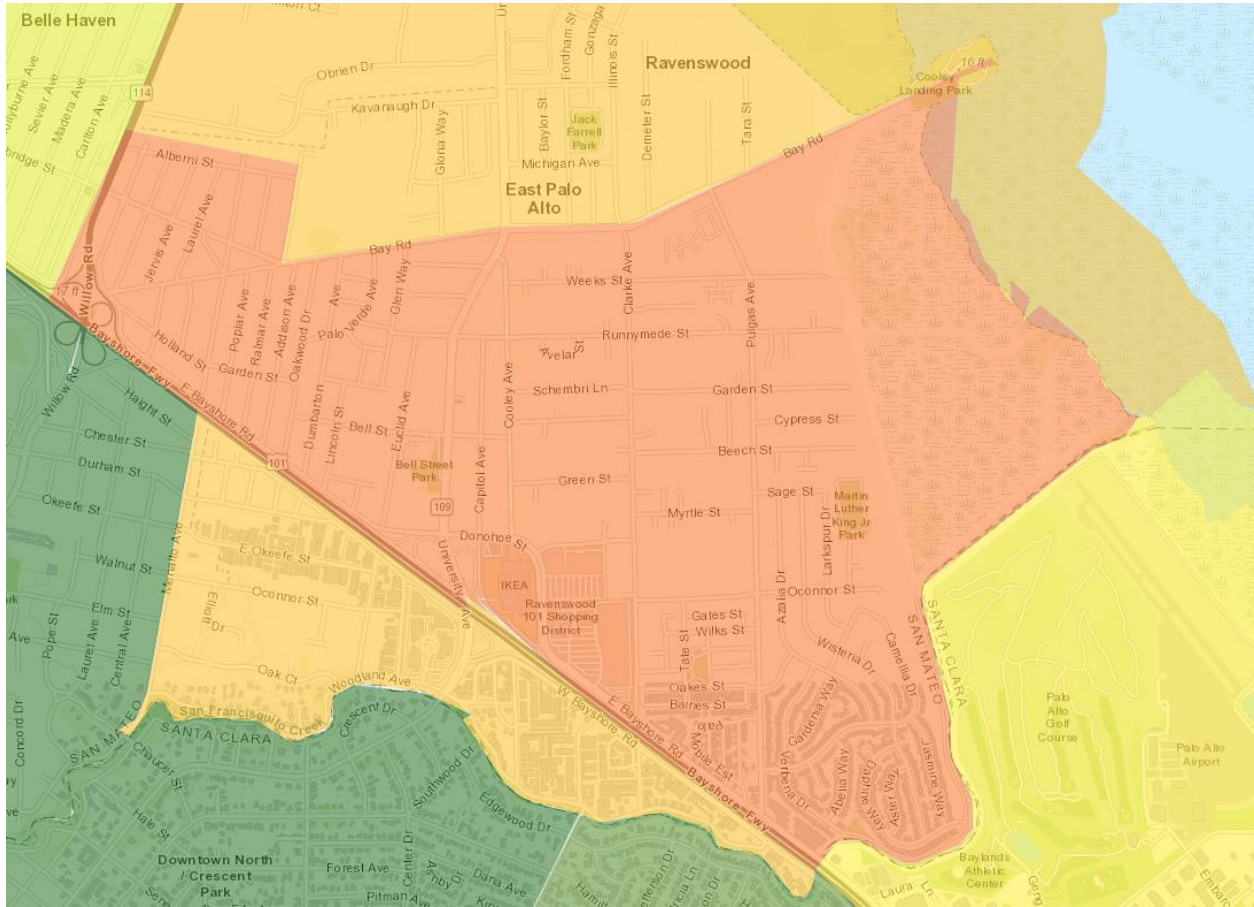 Belle Haven
Hollyburne Ave
Sevier Ave
Madera Ave
Carlton Ave
114
Obrien Dr
Kavanaugh Dr
Gloria Way
Fordham St
Gonzaga
Illinois St
Baylor St
Jack
Farrell
Park
Michigan Ave
Demeter St
Tara St
Ravenswood
16 ft
Cooley
Landing Park
Bay Rd
East Palo
Alto
Alberni St
Jervis Ave
Laurel Ave
Bay Rd
Willow Rd
17 ft
Bayshore Fwy
E Bayshore Rd
Holland St
Poplar Ave
Ralmar Ave
Addison Ave
Oakwood Dr
Garden St
Palo Verde Ave
Glen Way
Weeks St
Clarke Ave
Pulgas Ave
Runnymede St
Avelar St
Cooley Ave
Schembri Ln
Garden St
Cypress St
Beech St
Dumbarton Ave
Lincoln St
Bell St
Euclid Ave
Bell Street
Park
Capitol Ave
Green St
Myrtle St
Sage St
Larkspur Dr
Martin
Luther
King Jr
Park
101
109
Willow Rd
Haight St
Chester St
Durham St
Okeefe St
Walnut St
Elm St
Menalto Ave
E Okeefe St
Oconnor St
Elliott Dr
Oak Ct
Woodland Ave
Donohoe St
University Ave
IKEA
Ravenswood
101 Shopping
District
Oconnor St
Azalia Dr
Gates St
Wilks St
Tate St
Wisteria Dr
Camellia Dr
SANTA CLARA
SAN MATEO
Oakes St
Baines St
Gardenia Way
Verbena Dr
Abelia Way
Daphne Way
Aster Way
Jasmine Way
Mobile Est
W Bayshore Rd
E Bayshore Rd
Bayshore Fwy
Palo
Alto
Golf
Course
Palo Alto
Airport
Baylands
Athletic
Center
Laura Ln
Geng
Embarc
Pope St
Laurel Ave
Central Ave
Concord Dr
San Francisquito Creek
SAN MATEO
SANTA CLARA
Crescent Dr
Chaucer St
Hale St
Southwood Dr
Edgewood Dr
Downtown North
/ Crescent
Park
Forest Ave
Center Dr
Ashby Dr
Dana Ave
Pitman Ave